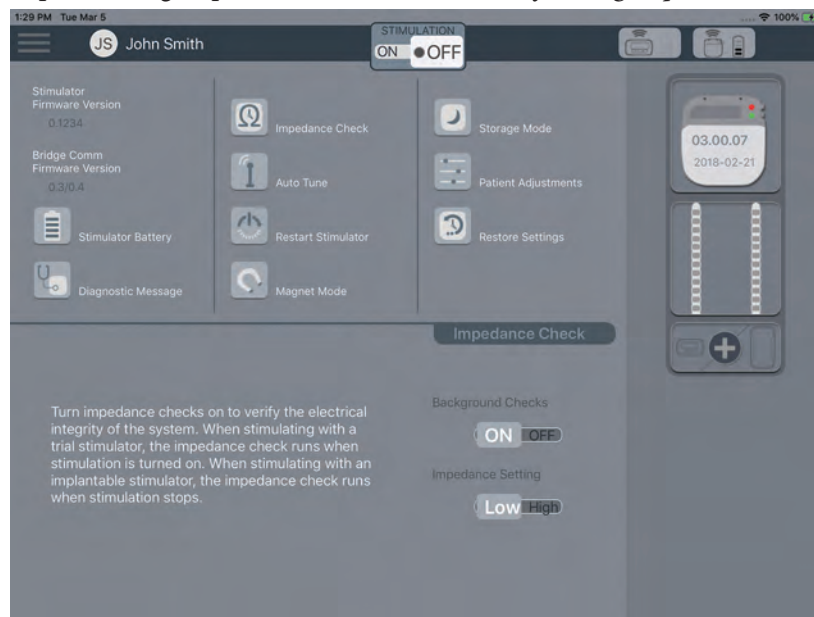 1:29 PM Tue Mar 5
100%
JS John Smith
STIMULATION
ON OFF
Stimulator
Firmware Version
0.1234
Bridge Comm
Firmware Version
0.3/0.4
Stimulator Battery
Diagnostic Message
Impedance Check
Auto Tune
Restart Stimulator
Magnet Mode
Storage Mode
Patient Adjustments
Restore Settings
03.00.07
2018-02-21
Impedance Check
Turn impedance checks on to verify the electrical
integrity of the system. When stimulating with a
trial stimulator, the impedance check runs when
stimulation is turned on. When stimulating with an
implantable stimulator, the impedance check runs
when stimulation stops.
Background Checks
ON OFF
Impedance Setting
Low High